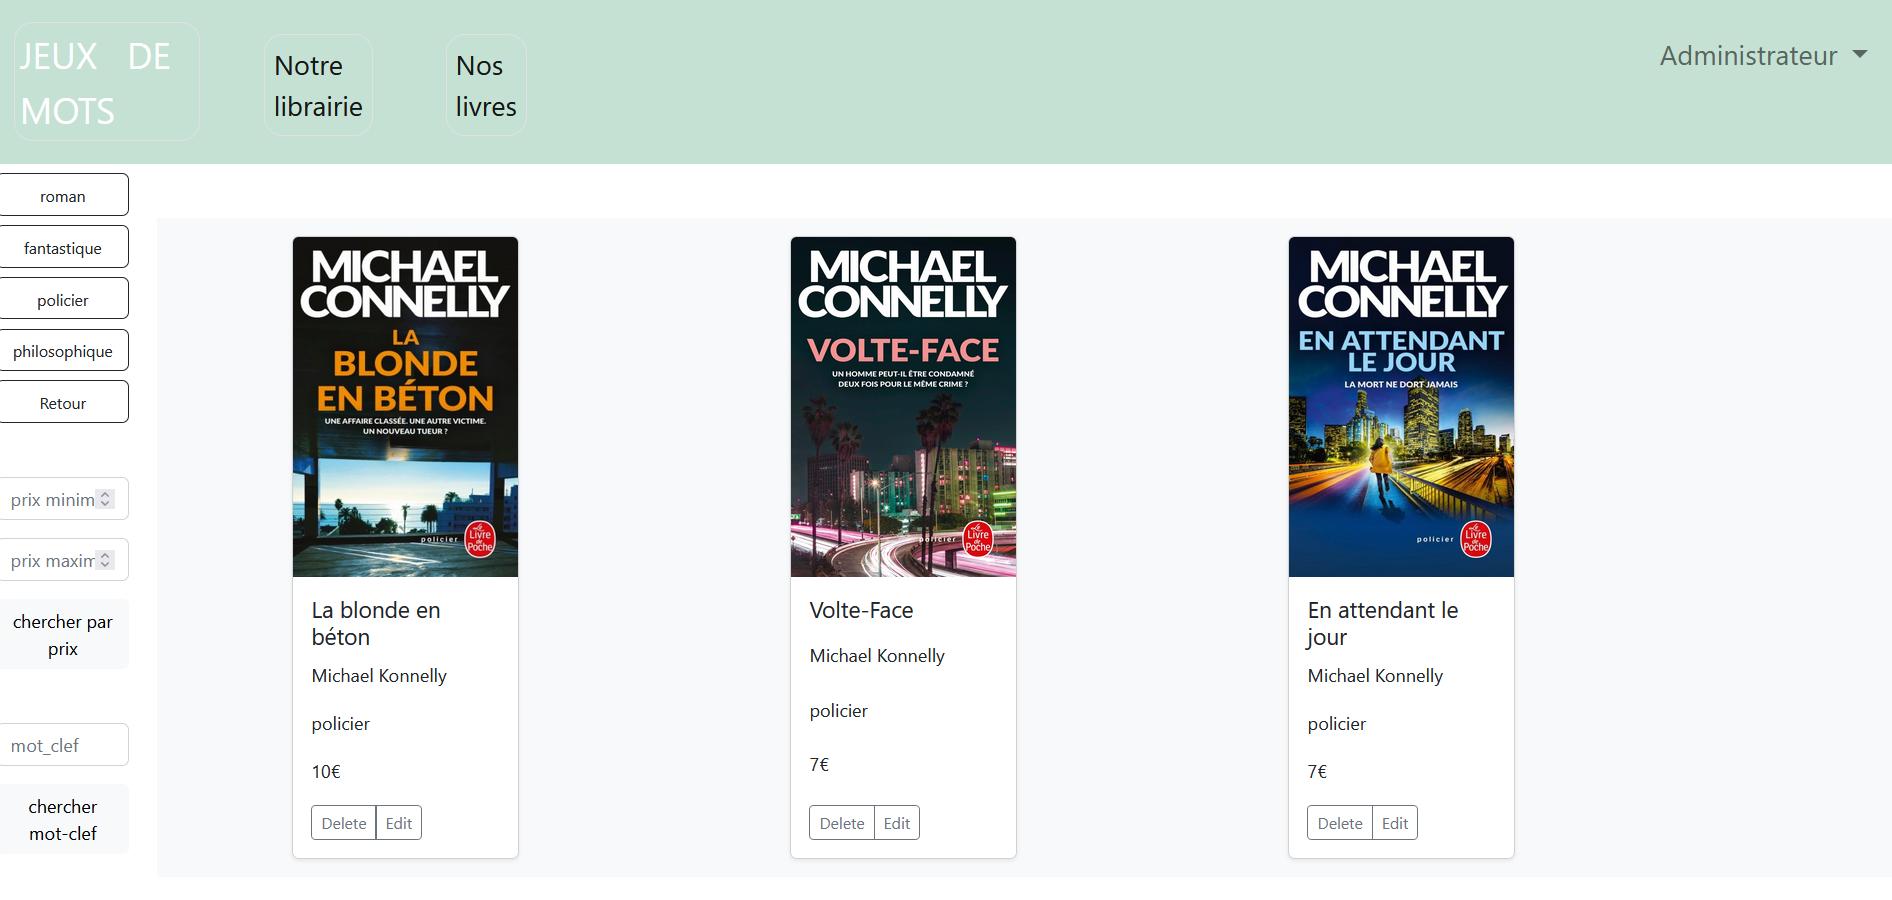 JEUX DE
MOTS
Notre
librairie
Nos
livres
Administrateur
roman
fantastique
policier
philosophique
Retour
prix minim
prix maxim
chercher par
prix
mot_clef
chercher
mot-clef
MICHAEL
CONNELLY
LA
BLONDE
EN BÉTON
UNE AFFAIRE CLASSÉE. UNE AUTRE VICTIME.
UN NOUVEAU TUEUR ?
policier
Le
Livre
de
Poche
La blonde en
béton
Michael Konnelly
policier
10€
Delete Edit
MICHAEL
CONNELLY
VOLTE-FACE
UN HOMME PEUT-IL ÊTRE CONDAMNÉ
DEUX FOIS POUR LE MÊME CRIME ?
policier
Le
Livre
de
Poche
Volte-Face
Michael Konnelly
policier
7€
Delete Edit
MICHAEL
CONNELLY
EN ATTENDANT
LE JOUR
LA MORT NE DORT JAMAIS
policier
Le
Livre
de
Poche
En attendant le
jour
Michael Konnelly
policier
7€
Delete Edit